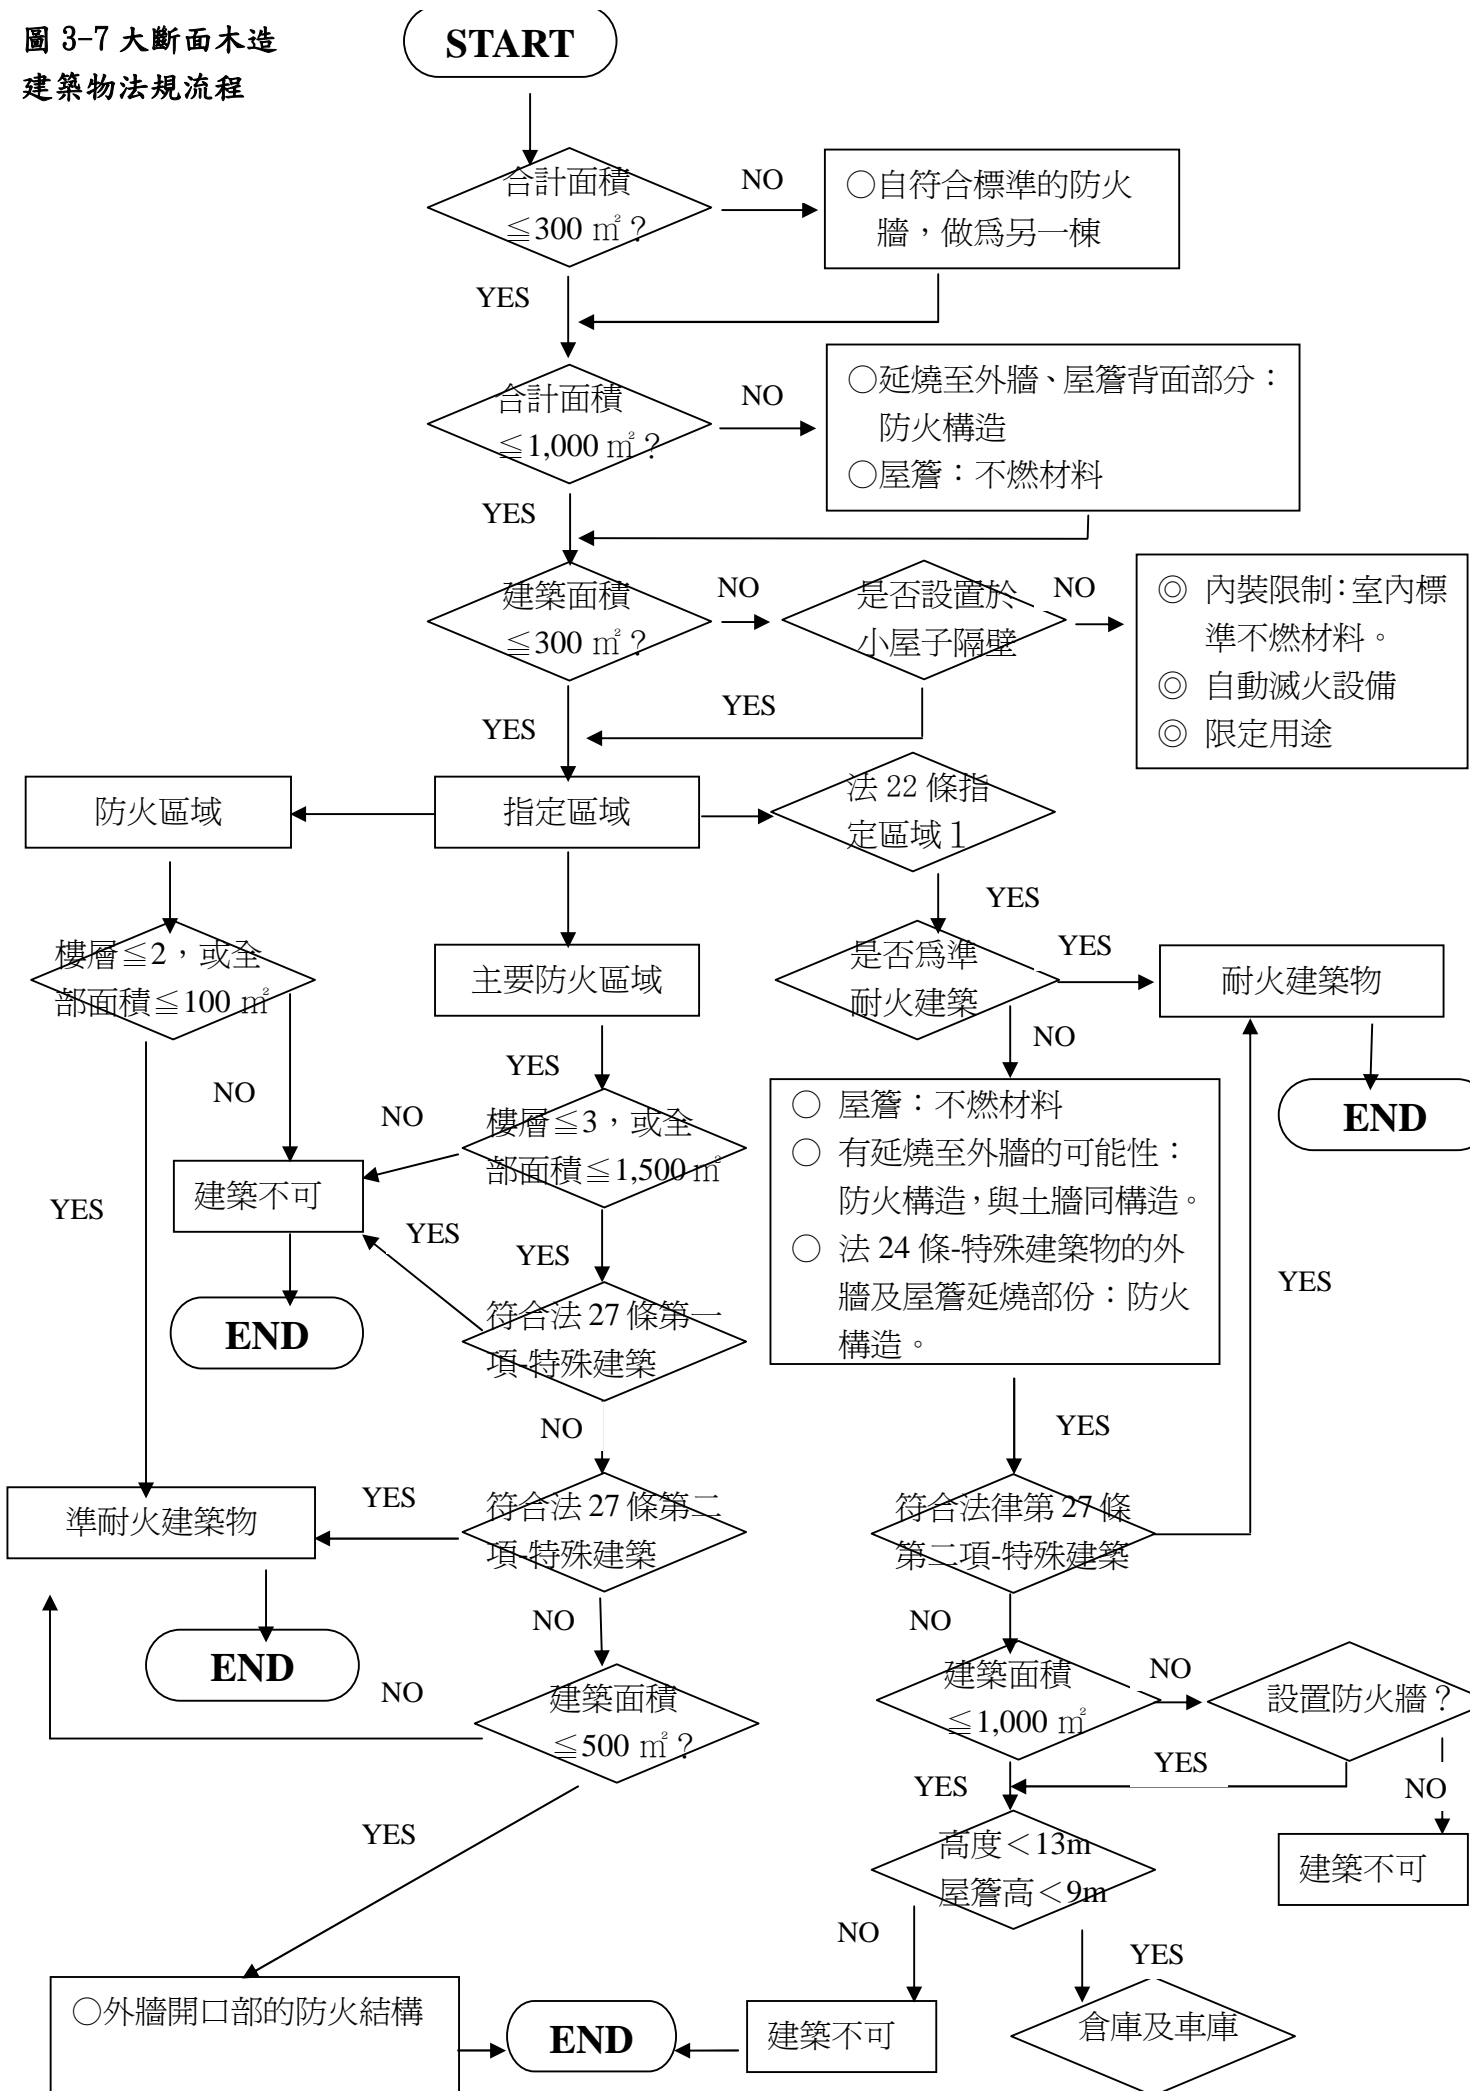 圖 3-7 大斷面木造
建築物法規流程
START
合計面積
≦300 ㎡?
NO
○自符合標準的防火
牆,做為另一棟
YES
合計面積
≦1,000 ㎡?
NO
○延燒至外牆、屋簷背面部分:
防火構造
○屋簷:不燃材料
YES
建築面積
≦300 ㎡?
NO
是否設置於
小屋子隔壁
NO
◎ 內裝限制:室內標
準不燃材料。
◎ 自動滅火設備
◎ 限定用途
YES
YES
防火區域
指定區域
法 22 條指
定區域1
YES
樓層≦2,或全
部面積≦100 ㎡
主要防火區域
是否為準
耐火建築
YES
耐火建築物
NO
YES
NO
END
NO
樓層≦3,或全
部面積≦1,500 ㎡
○ 屋簷:不燃材料
○ 有延燒至外牆的可能性:
防火構造,與土牆同構造。
○ 法 24 條-特殊建築物的外
牆及屋簷延燒部份:防火
構造。
建築不可
YES
YES
YES
YES
END
符合法 27 條第一
項-特殊建築
NO
YES
準耐火建築物
YES
符合法 27 條第二
項-特殊建築
符合法律第 27 條
第二項-特殊建築
NO
NO
END
NO
建築面積
≦500 ㎡?
建築面積
≦1,000 ㎡
NO
設置防火牆?
YES
YES
NO
YES
高度<13m
屋簷高<9m
建築不可
NO
YES
○外牆開口部的防火結構
END
建築不可
倉庫及車庫